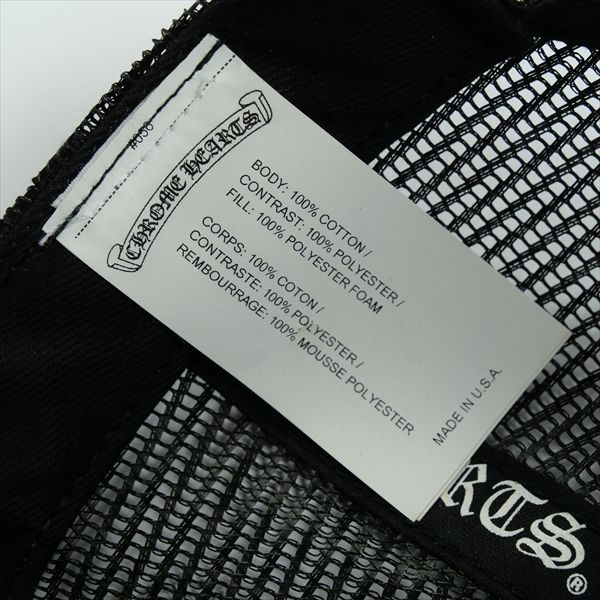 #056
CHROME HEARTS
BODY: 100% COTTON /
CONTRAST: 100% POLYESTER /
FILL: 100% POLYESTER FOAM
CORPS: 100% COTON /
CONTRASTE: 100% POLYESTER /
REMBOURRAGE: 100% MOUSSE POLYESTER
MADE IN U.S.A.
RTS®